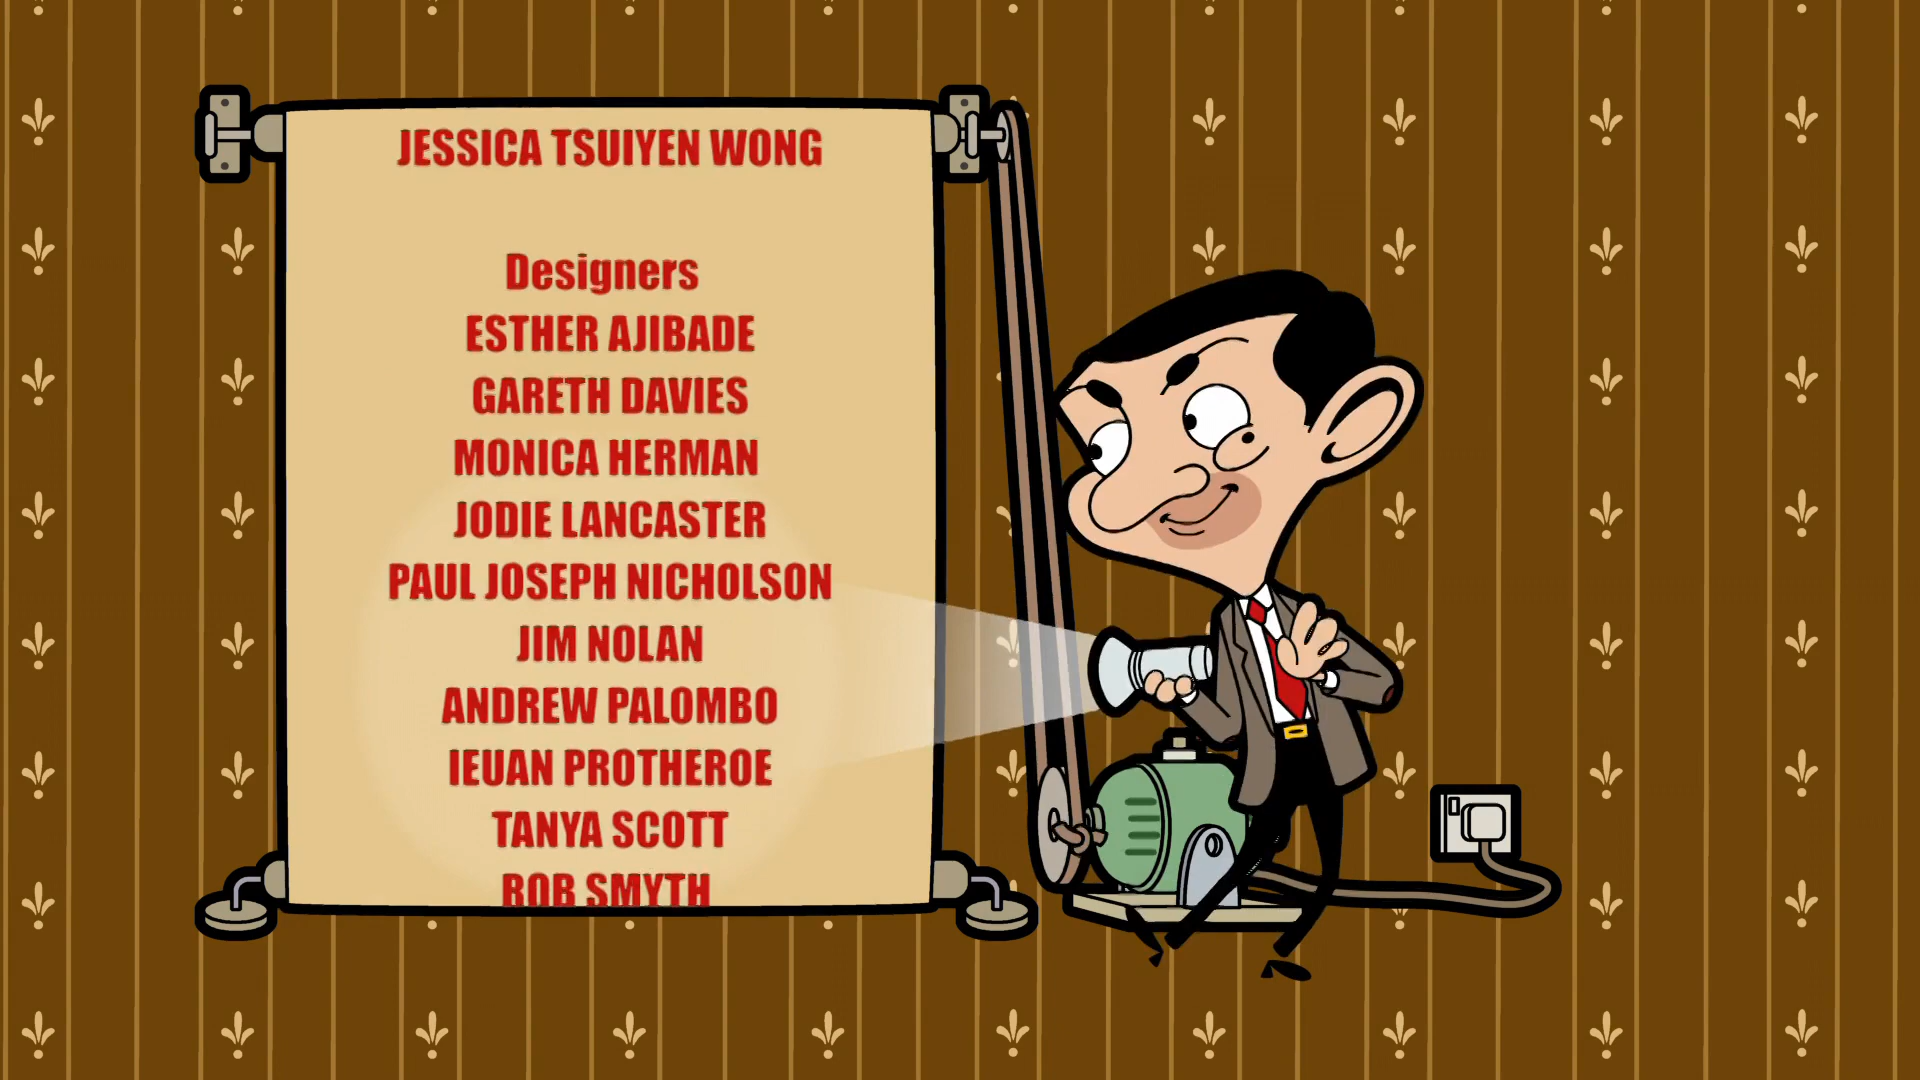 JESSICA TSUIYEN WONG
Designers
ESTHER AJIBADE
GARETH DAVIES
MONICA HERMAN
JODIE LANCASTER
PAUL JOSEPH NICHOLSON
JIM NOLAN
ANDREW PALOMBO
IEUAN PROTHEROE
TANYA SCOTT
ROB SMYTH